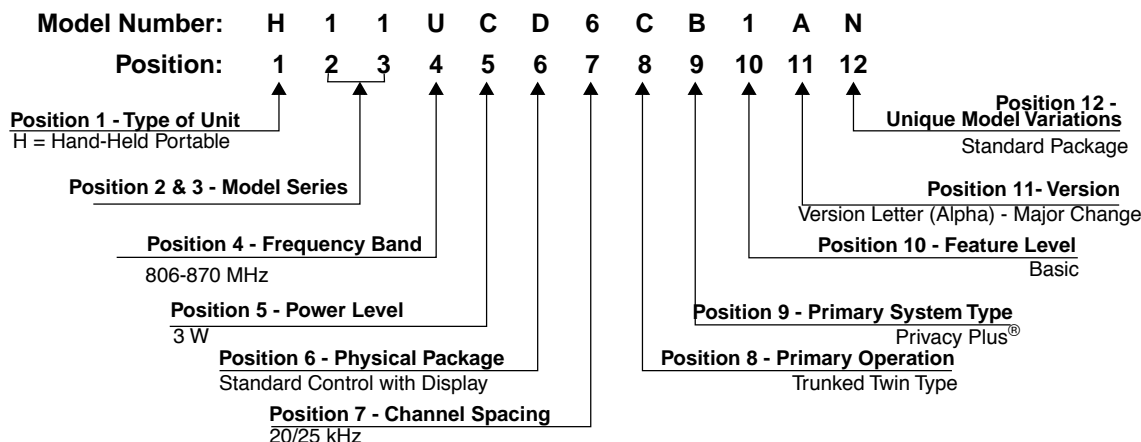 Model Number: H 1 1 U C D 6 C B 1 A N
Position: 1 2 3 4 5 6 7 8 9 10 11 12
Position 1 - Type of Unit
H = Hand-Held Portable
Position 12 -
Unique Model Variations
Standard Package
Position 2 & 3 - Model Series
Position 11- Version
Version Letter (Alpha) - Major Change
Position 4 - Frequency Band
806-870 MHz
Position 10 - Feature Level
Basic
Position 5 - Power Level
3 W
Position 9 - Primary System Type
Privacy Plus®
Position 6 - Physical Package
Standard Control with Display
Position 8 - Primary Operation
Trunked Twin Type
Position 7 - Channel Spacing
20/25 kHz